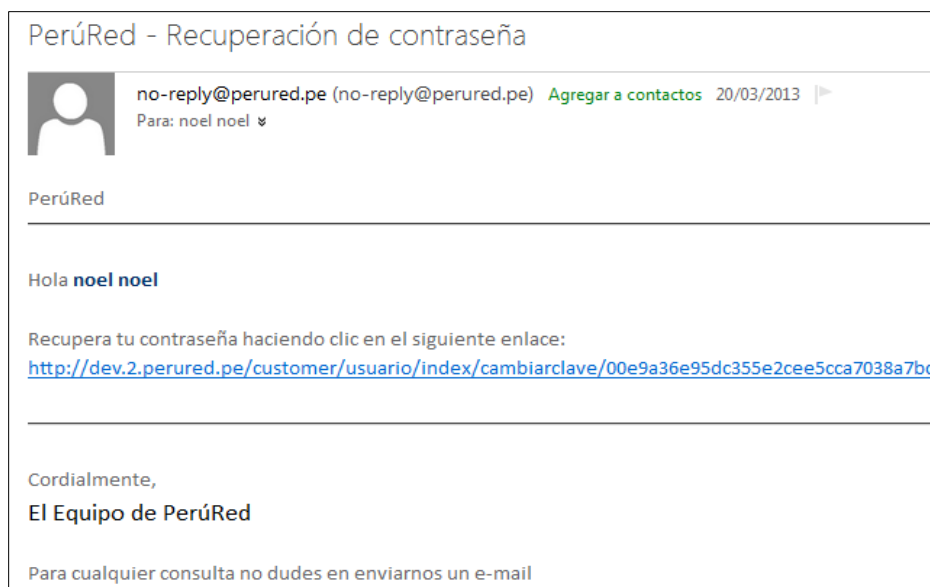 PerúRed - Recuperación de contraseña
no-reply@perured.pe (no-reply@perured.pe) Agregar a contactos 20/03/2013
Para: noel noel
PerúRed
Hola noel noel
Recupera tu contraseña haciendo clic en el siguiente enlace:
http://dev.2.perured.pe/customer/usuario/index/cambiarclave/00e9a36e95dc355e2cee5cca7038a7bc
Cordialmente,
El Equipo de PerúRed
Para cualquier consulta no dudes en enviarnos un e-mail